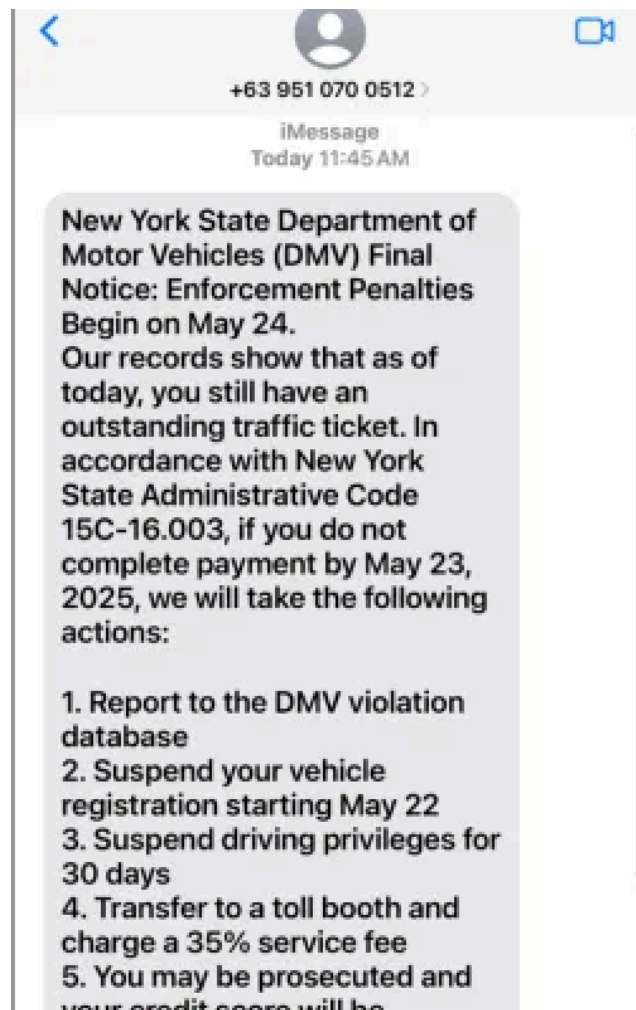 +63 951 070 0512
iMessage
Today 11:45 AM
New York State Department of
Motor Vehicles (DMV) Final
Notice: Enforcement Penalties
Begin on May 24.
Our records show that as of
today, you still have an
outstanding traffic ticket. In
accordance with New York
State Administrative Code
15C-16.003, if you do not
complete payment by May 23,
2025, we will take the following
actions:
1. Report to the DMV violation
database
2. Suspend your vehicle
registration starting May 22
3. Suspend driving privileges for
30 days
4. Transfer to a toll booth and
charge a 35% service fee
5. You may be prosecuted and
your credit score will be